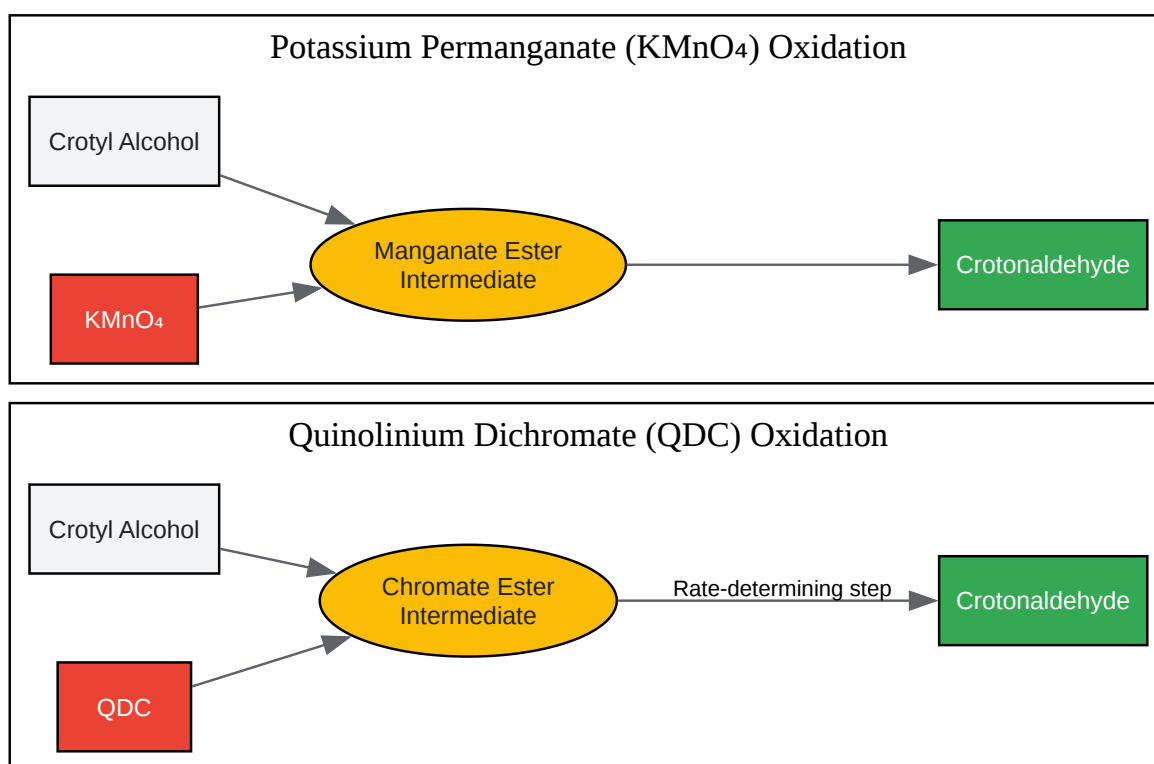 Potassium Permanganate (KMnO₄) Oxidation
Crotyl Alcohol
KMnO₄
Manganate Ester
Intermediate
Crotonaldehyde
Quinolinium Dichromate (QDC) Oxidation
Crotyl Alcohol
QDC
Chromate Ester
Intermediate
Rate-determining step
Crotonaldehyde